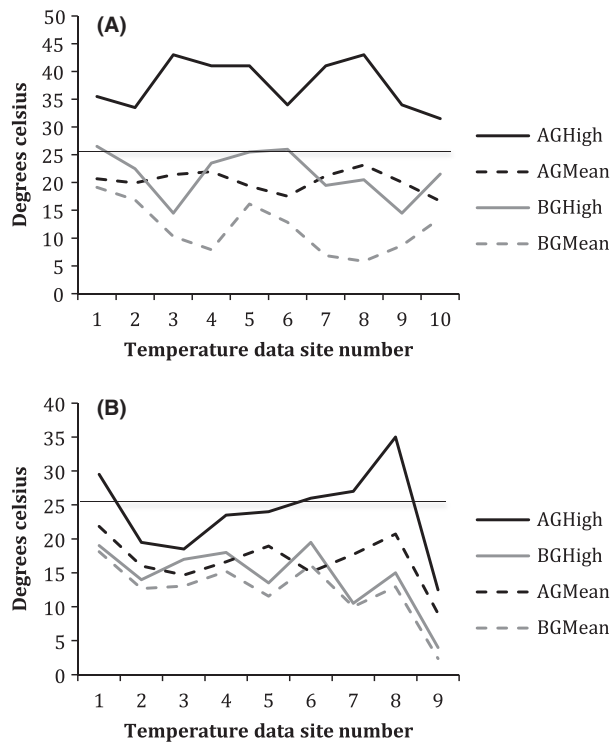 (A)
50
45
40
35
30
25
20
15
10
5
0
Degrees celsius
1 2 3 4 5 6 7 8 9 10
Temperature data site number
AGHigh
AGMean
BGHigh
BGMean
(B)
40
35
30
25
20
15
10
5
0
Degrees celsius
1 2 3 4 5 6 7 8 9
Temperature data site number
AGHigh
BGHigh
AGMean
BGMean